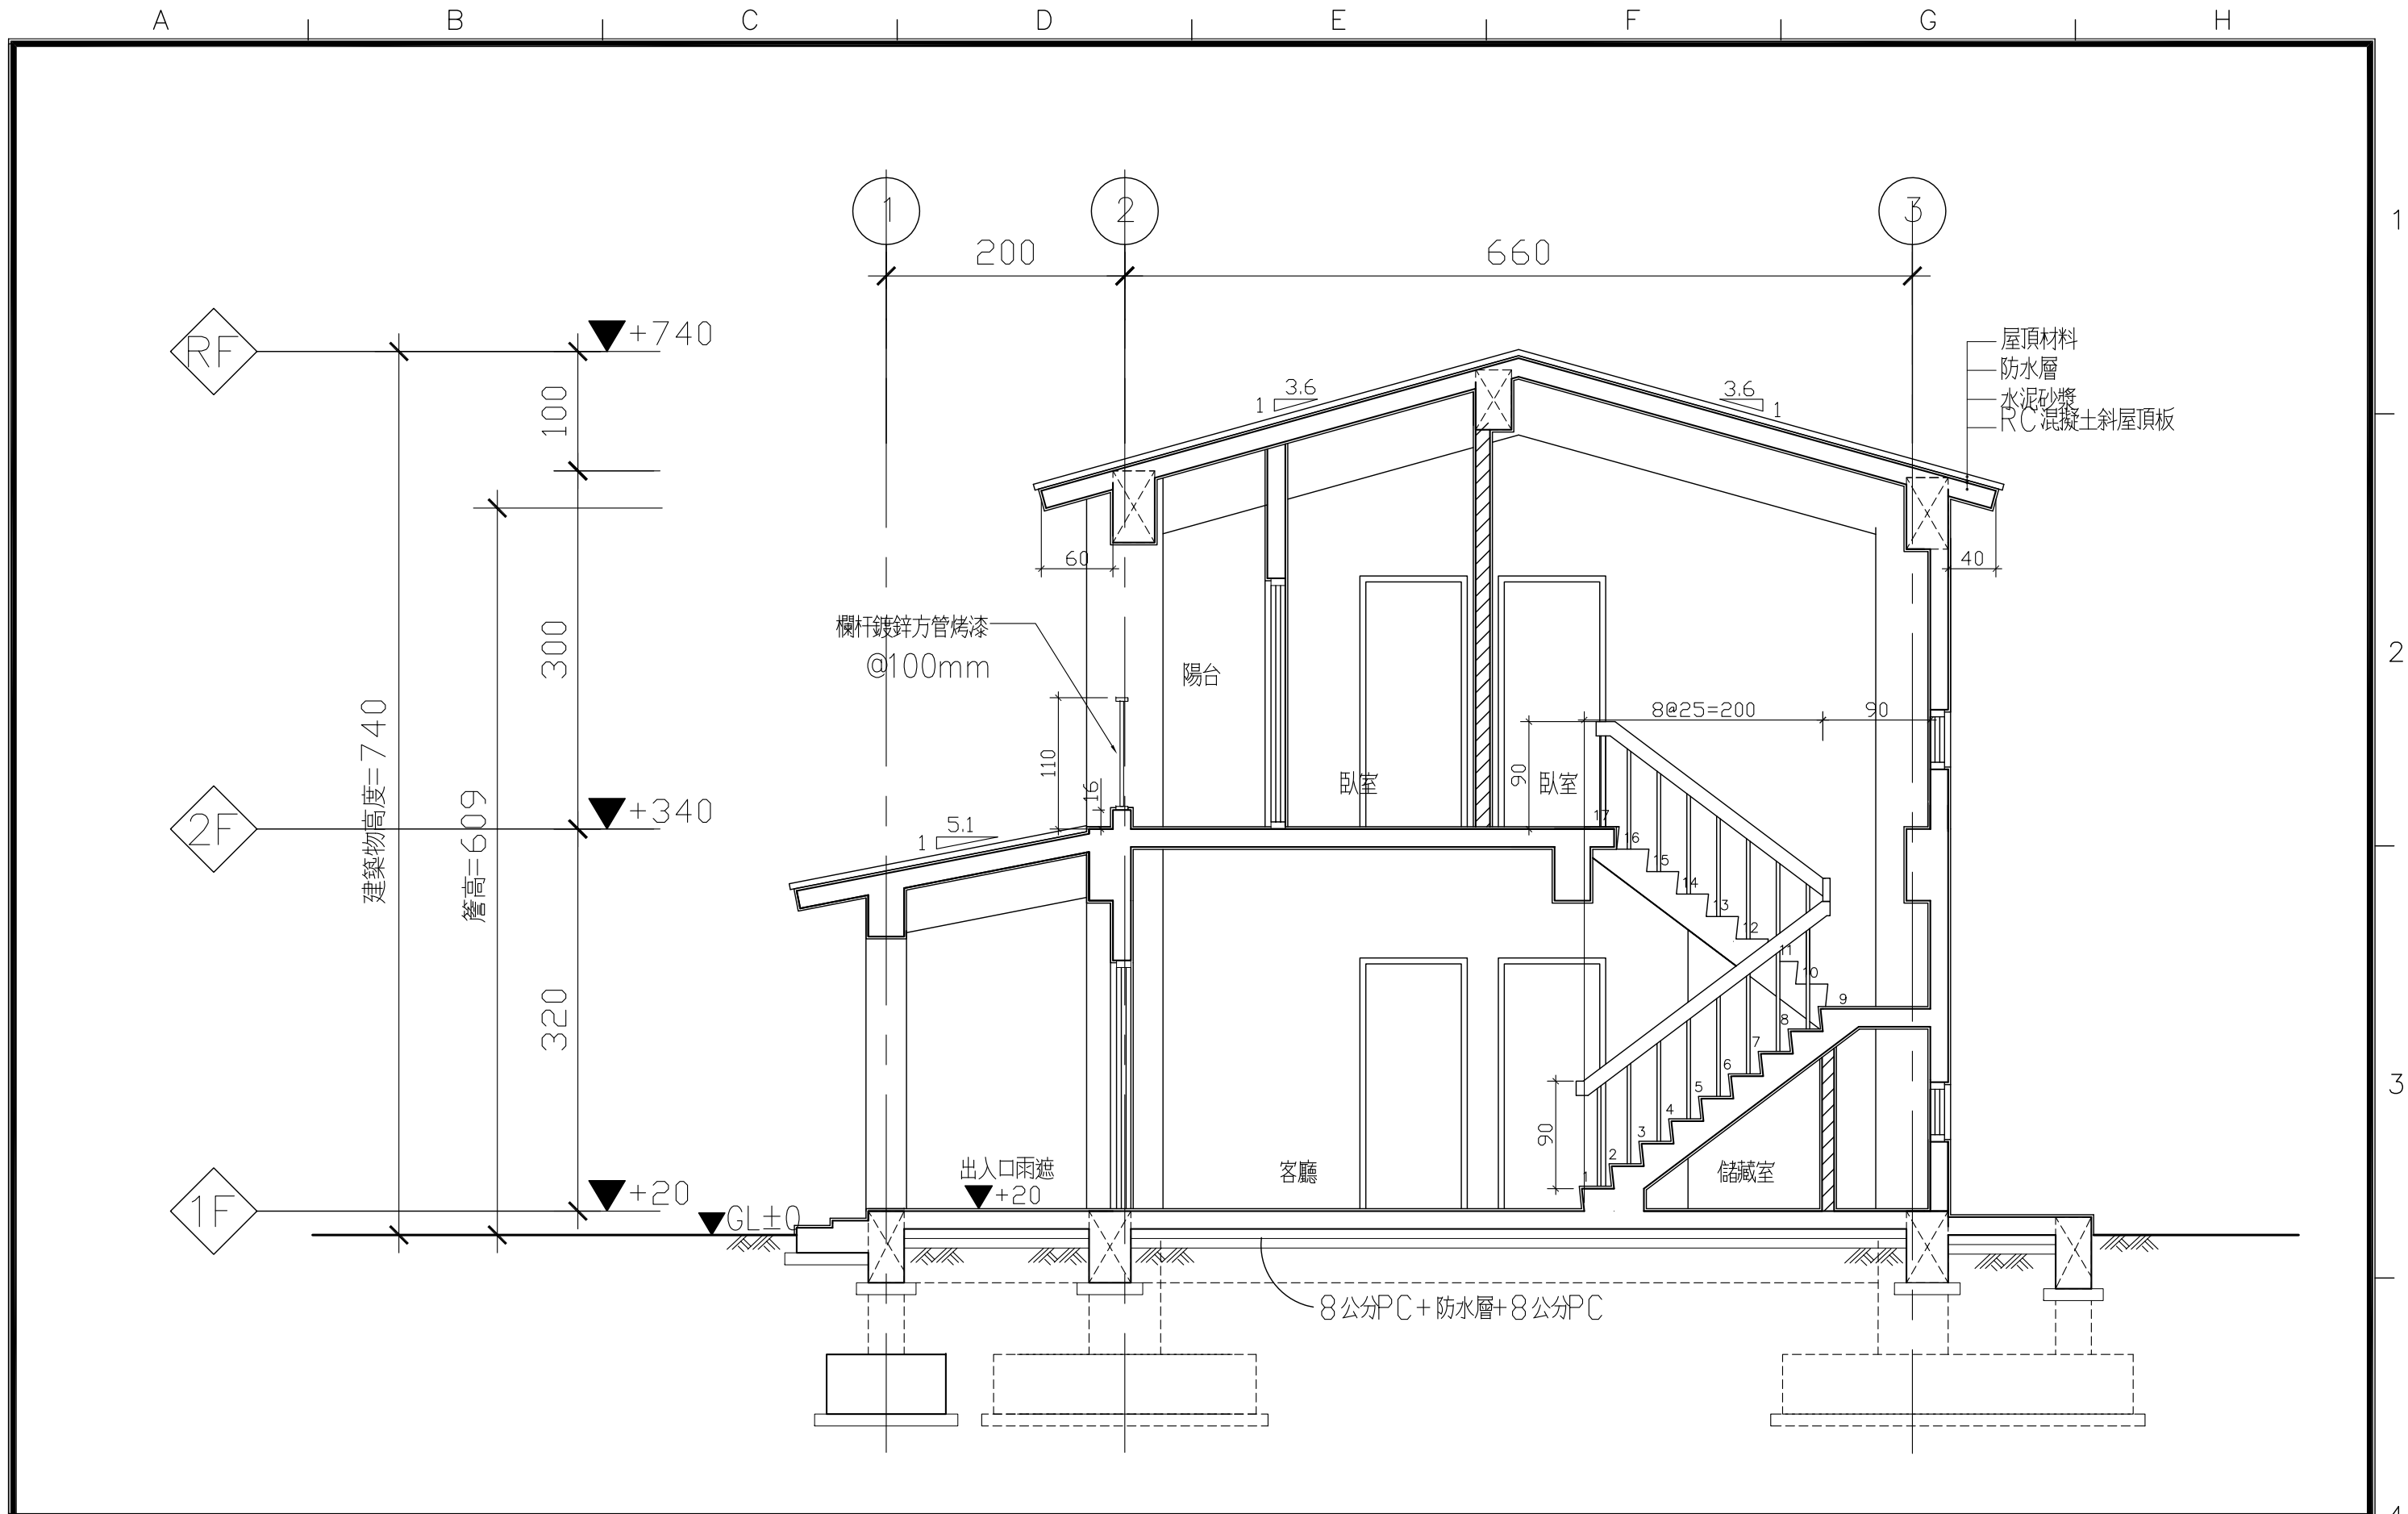 A B C D E F G H
1
2
3
4
1 2 3
200 660
RF
+740
100
屋頂材料
防水層
水泥砂漿
RC混凝土斜屋頂板
3.6
1
3.6
1
60
40
300
欄杆鍍鋅方管烤漆
@100mm
陽台
8@25=200 90
110
16
90
臥室 臥室
建築物高度=740
簷高=609
2F
+340
5.1
1
17
16
15
14
13
12
11
10
9
8
7
6
5
4
3
2
1
320
90
出入口雨遮
+20
客廳
儲藏室
1F
+20
GL±0
8公分PC+防水層+8公分PC